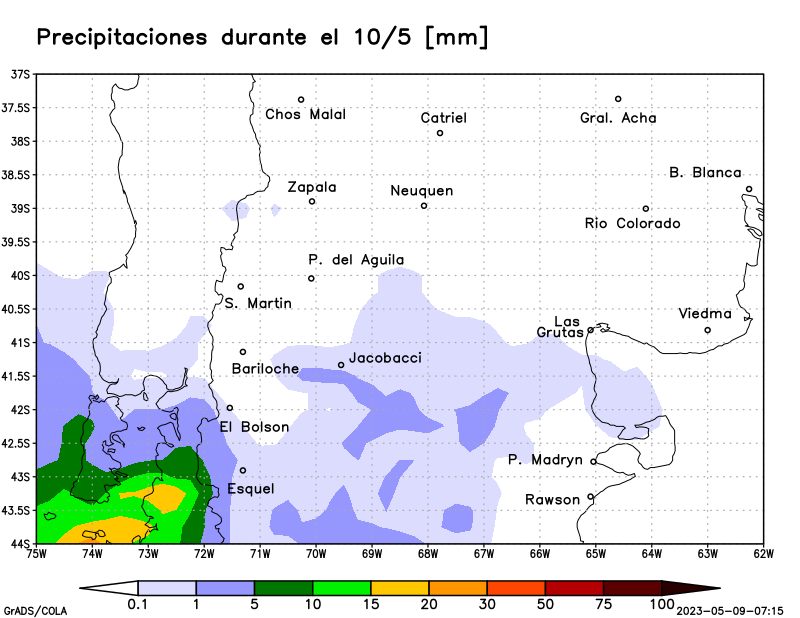 Precipitaciones durante el 10/5 [mm]
37S
37.5S
38S
38.5S
39S
39.5S
40S
40.5S
41S
41.5S
42S
42.5S
43S
43.5S
44S
Chos Malal
Catriel
Gral. Acha
B. Blanca
Zapala
Neuquen
Rio Colorado
P. del Aguila
S. Martin
Las
Grutas
Viedma
Bariloche
Jacobacci
El Bolson
P. Madryn
Esquel
Rawson
75W 74W 73W 72W 71W 70W 69W 68W 67W 66W 65W 64W 63W 62W
0.1 1 5 10 15 20 30 50 75 100
GrADS/COLA
2023-05-09-07:15